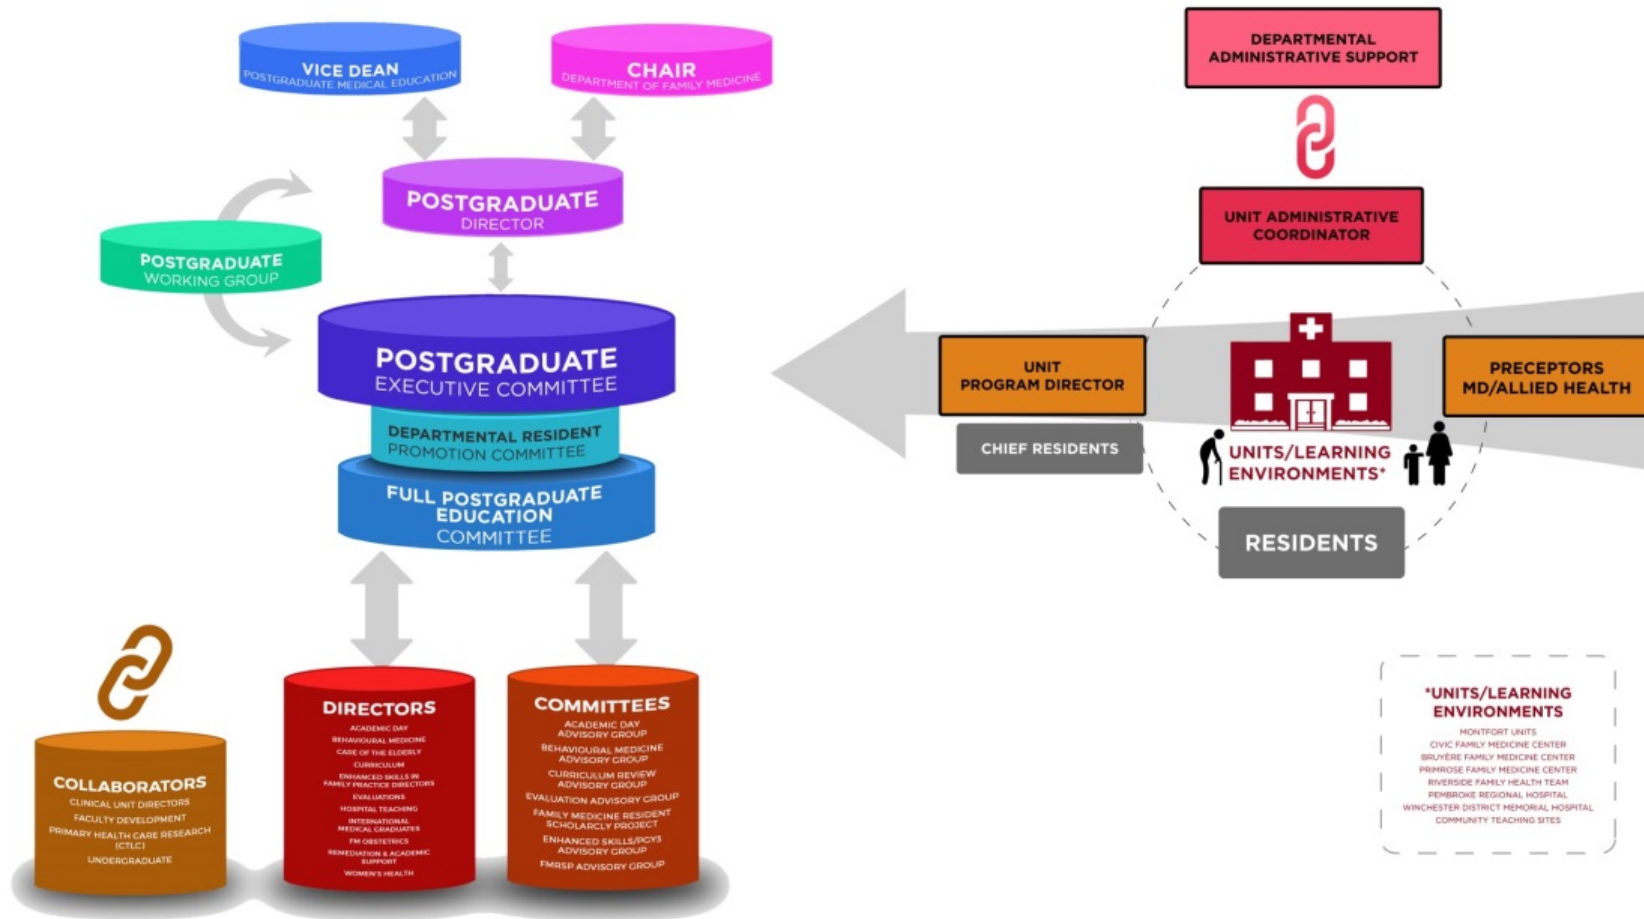 VICE DEAN
POSTGRADUATE MEDICAL EDUCATION
CHAIR
DEPARTMENT OF FAMILY MEDICINE
POSTGRADUATE
DIRECTOR
POSTGRADUATE
WORKING GROUP
POSTGRADUATE
EXECUTIVE COMMITTEE
DEPARTMENTAL RESIDENT
PROMOTION COMMITTEE
FULL POSTGRADUATE
EDUCATION
COMMITTEE
COLLABORATORS
CLINICAL UNIT DIRECTORS
FACULTY DEVELOPMENT
PRIMARY HEALTH CARE RESEARCH
(CTLC)
UNDERGRADUATE
DIRECTORS
ACADEMIC DAY
BEHAVIOURAL MEDICINE
CARE OF THE ELDERLY
CURRICULUM
ENHANCED SKILLS IN
FAMILY PRACTICE DIRECTORS
EVALUATIONS
HOSPITAL TEACHING
INTERNATIONAL
MEDICAL GRADUATES
FM OBSTETRICS
REMEDIATION & ACADEMIC
SUPPORT
WOMEN'S HEALTH
COMMITTEES
ACADEMIC DAY
ADVISORY GROUP
BEHAVIOURAL MEDICINE
ADVISORY GROUP
CURRICULUM REVIEW
ADVISORY GROUP
EVALUATION ADVISORY GROUP
FAMILY MEDICINE RESIDENT
SCHOLARCLY PROJECT
ENHANCED SKILLS/PGY3
ADVISORY GROUP
FMRSP ADVISORY GROUP
DEPARTMENTAL
ADMINISTRATIVE SUPPORT
UNIT ADMINISTRATIVE
COORDINATOR
UNIT
PROGRAM DIRECTOR
CHIEF RESIDENTS
PRECEPTORS
MD/ALLIED HEALTH
UNITS/LEARNING
ENVIRONMENTS*
RESIDENTS
*UNITS/LEARNING
ENVIRONMENTS
MONTFORT UNITS
CIVIC FAMILY MEDICINE CENTER
BRUYÈRE FAMILY MEDICINE CENTER
PRIMROSE FAMILY MEDICINE CENTER
RIVERSIDE FAMILY HEALTH TEAM
PEMBROKE REGIONAL HOSPITAL
WINCHESTER DISTRICT MEMORIAL HOSPITAL
COMMUNITY TEACHING SITES